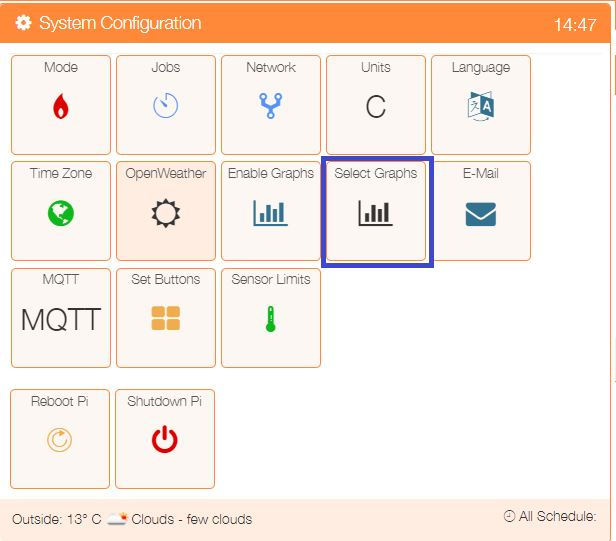 System Configuration 14:47
Mode Jobs Network Units Language
C
Time Zone OpenWeather Enable Graphs Select Graphs E-Mail
MQTT Set Buttons Sensor Limits
MQTT
Reboot Pi Shutdown Pi
Outside: 13° C Clouds - few clouds All Schedule: